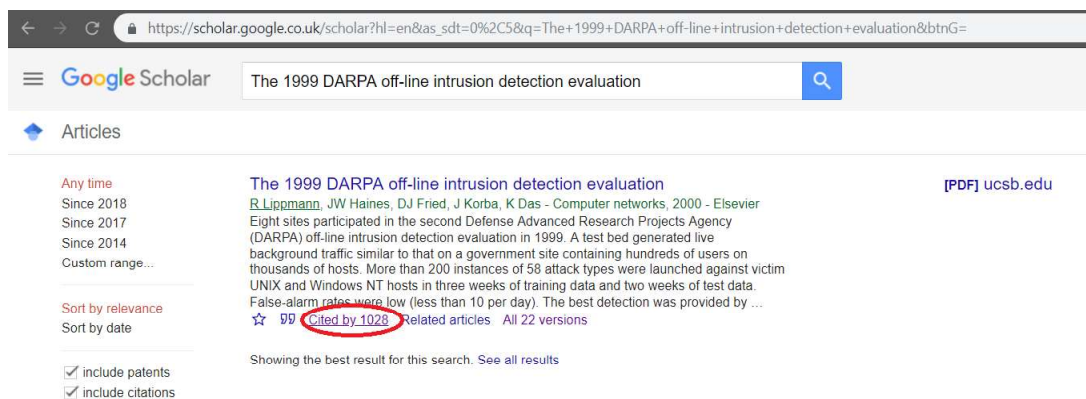 https://scholar.google.co.uk/scholar?hl=en&as_sdt=0%2C5&q=The+1999+DARPA+off-line+intrusion+detection+evaluation&btnG=
Google Scholar
The 1999 DARPA off-line intrusion detection evaluation
Articles
Any time
Since 2018
Since 2017
Since 2014
Custom range...
Sort by relevance
Sort by date
include patents
include citations
The 1999 DARPA off-line intrusion detection evaluation
R Lippmann, JW Haines, DJ Fried, J Korba, K Das - Computer networks, 2000 - Elsevier
Eight sites participated in the second Defense Advanced Research Projects Agency
(DARPA) off-line intrusion detection evaluation in 1999. A test bed generated live
background traffic similar to that on a government site containing hundreds of users on
thousands of hosts. More than 200 instances of 58 attack types were launched against victim
UNIX and Windows NT hosts in three weeks of training data and two weeks of test data.
False-alarm rates were low (less than 10 per day). The best detection was provided by …
Cited by 1028 Related articles All 22 versions
Showing the best result for this search. See all results
[PDF] ucsb.edu